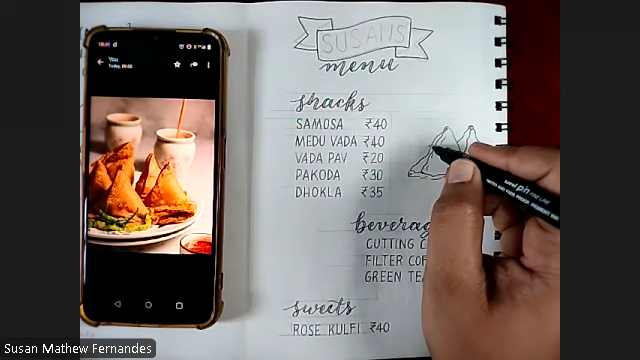 You
SUSAN'S
menu
snacks
SAMOSA ₹40
MEDU VADA ₹40
VADA PAV ₹20
PAKODA ₹30
DHOKLA ₹35
beverag
CUTTING C
FILTER COF
GREEN TEA
sweets
ROSE KULFI ₹40
Susan Mathew Fernandes